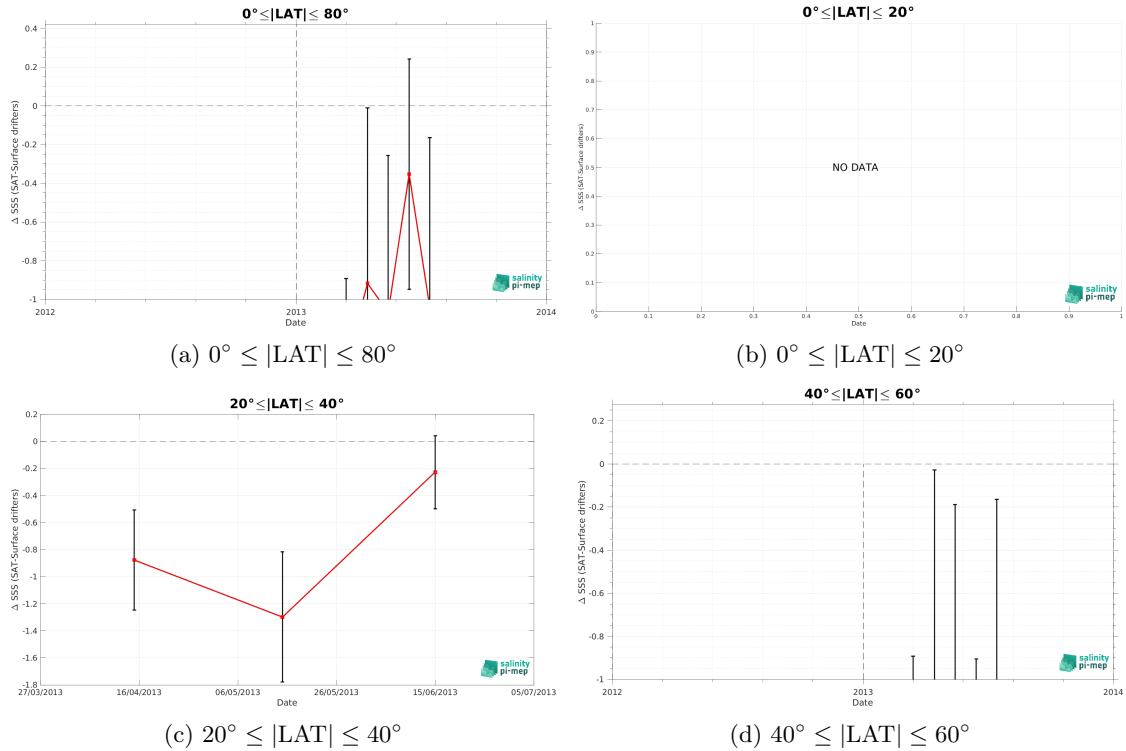 0°≤|LAT|≤ 80°
0.4
0.2
0
-0.2
-0.4
-0.6
-0.8
-1
Δ SSS (SAT-Surface drifters)
2012
2013
2014
Date
salinity
pi-mep
(a) 0° ≤ |LAT| ≤ 80°
0°≤|LAT|≤ 20°
1
0.9
0.8
0.7
0.6
0.5
0.4
0.3
0.2
0.1
0
Δ SSS (SAT-Surface drifters)
NO DATA
0
0.1
0.2
0.3
0.4
0.5
0.6
0.7
0.8
0.9
1
Date
salinity
pi-mep
(b) 0° ≤ |LAT| ≤ 20°
20°≤|LAT|≤ 40°
0.2
0
-0.2
-0.4
-0.6
-0.8
-1
-1.2
-1.4
-1.6
-1.8
Δ SSS (SAT-Surface drifters)
27/03/2013
16/04/2013
06/05/2013
26/05/2013
15/06/2013
05/07/2013
Date
salinity
pi-mep
(c) 20° ≤ |LAT| ≤ 40°
40°≤|LAT|≤ 60°
0.2
0
-0.2
-0.4
-0.6
-0.8
-1
Δ SSS (SAT-Surface drifters)
2012
2013
2014
Date
salinity
pi-mep
(d) 40° ≤ |LAT| ≤ 60°